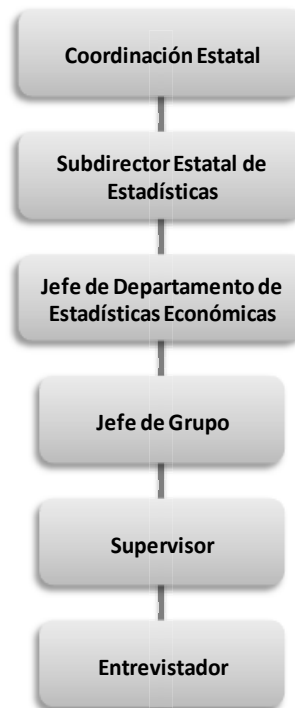 Coordinación Estatal
Subdirector Estatal de
Estadísticas
Jefe de Departamento de
Estadísticas Económicas
Jefe de Grupo
Supervisor
Entrevistador